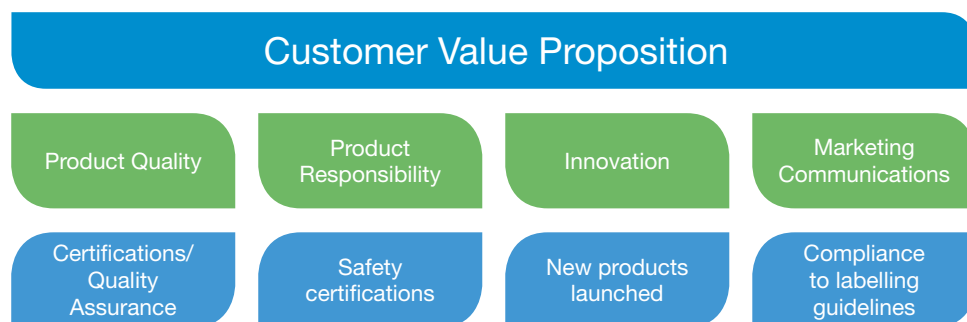 Customer Value Proposition
Product Quality
Product
Responsibility
Innovation
Marketing
Communications
Certifications/
Quality
Assurance
Safety
certifications
New products
launched
Compliance
to labelling
guidelines